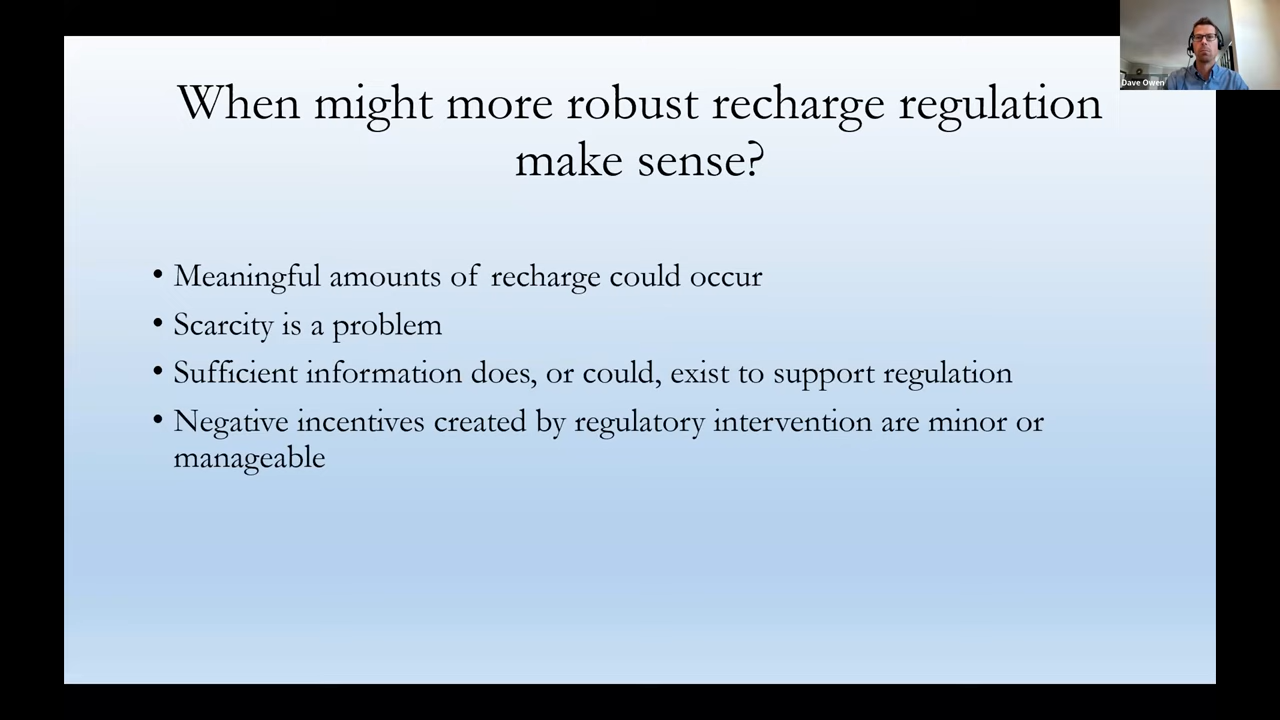 When might more robust recharge regulation
make sense?
• Meaningful amounts of recharge could occur
• Scarcity is a problem
• Sufficient information does, or could, exist to support regulation
• Negative incentives created by regulatory intervention are minor or
manageable
Dave Owen